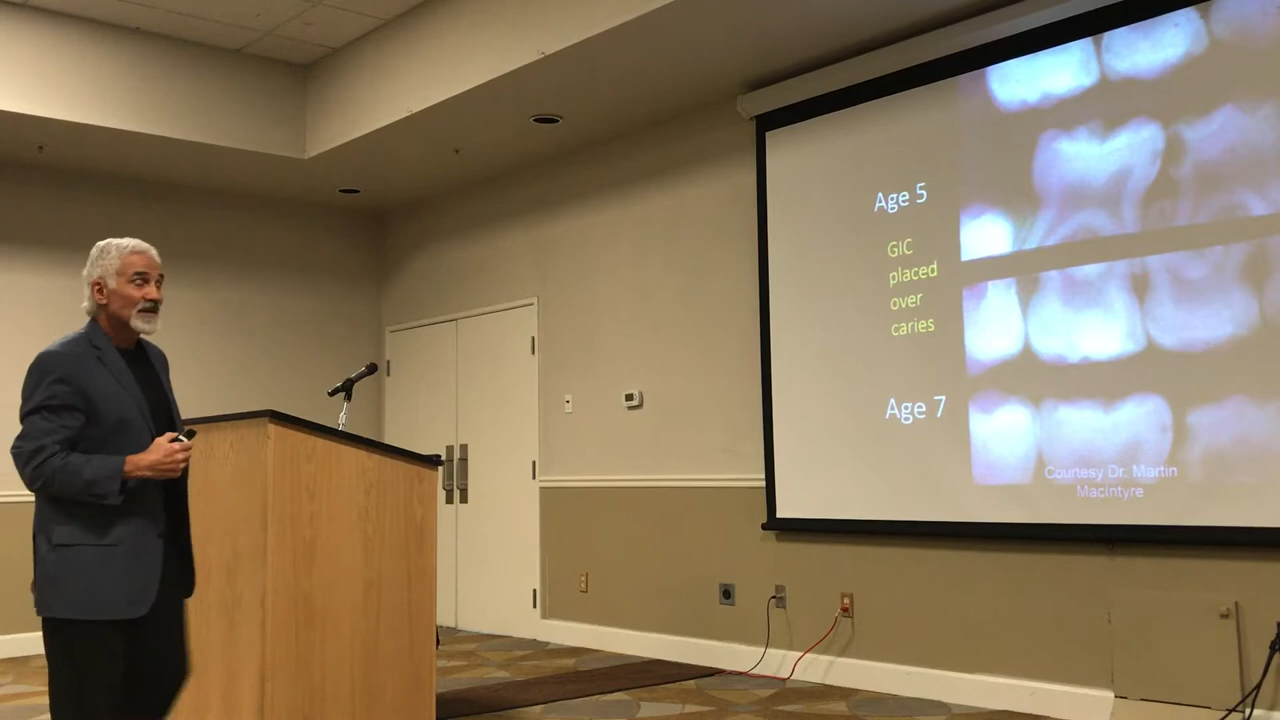 Age 5
GIC
placed
over
caries
Age 7
Courtesy Dr. Martin
MacIntyre